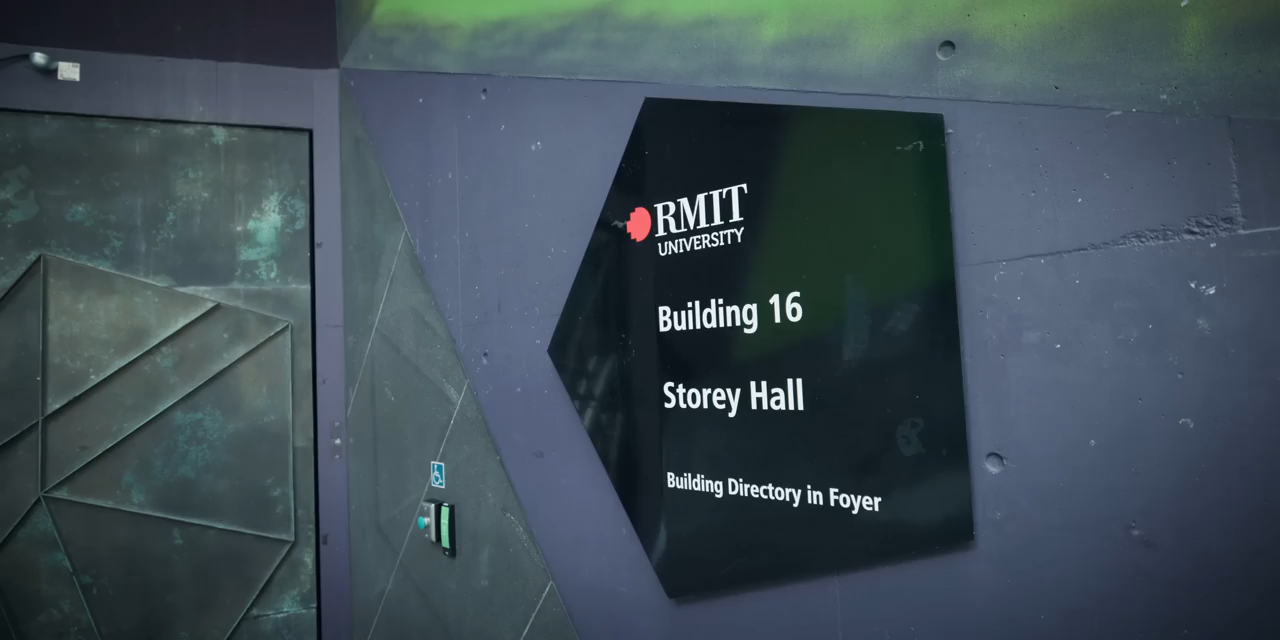 RMIT
UNIVERSITY
Building 16
Storey Hall
Building Directory in Foyer